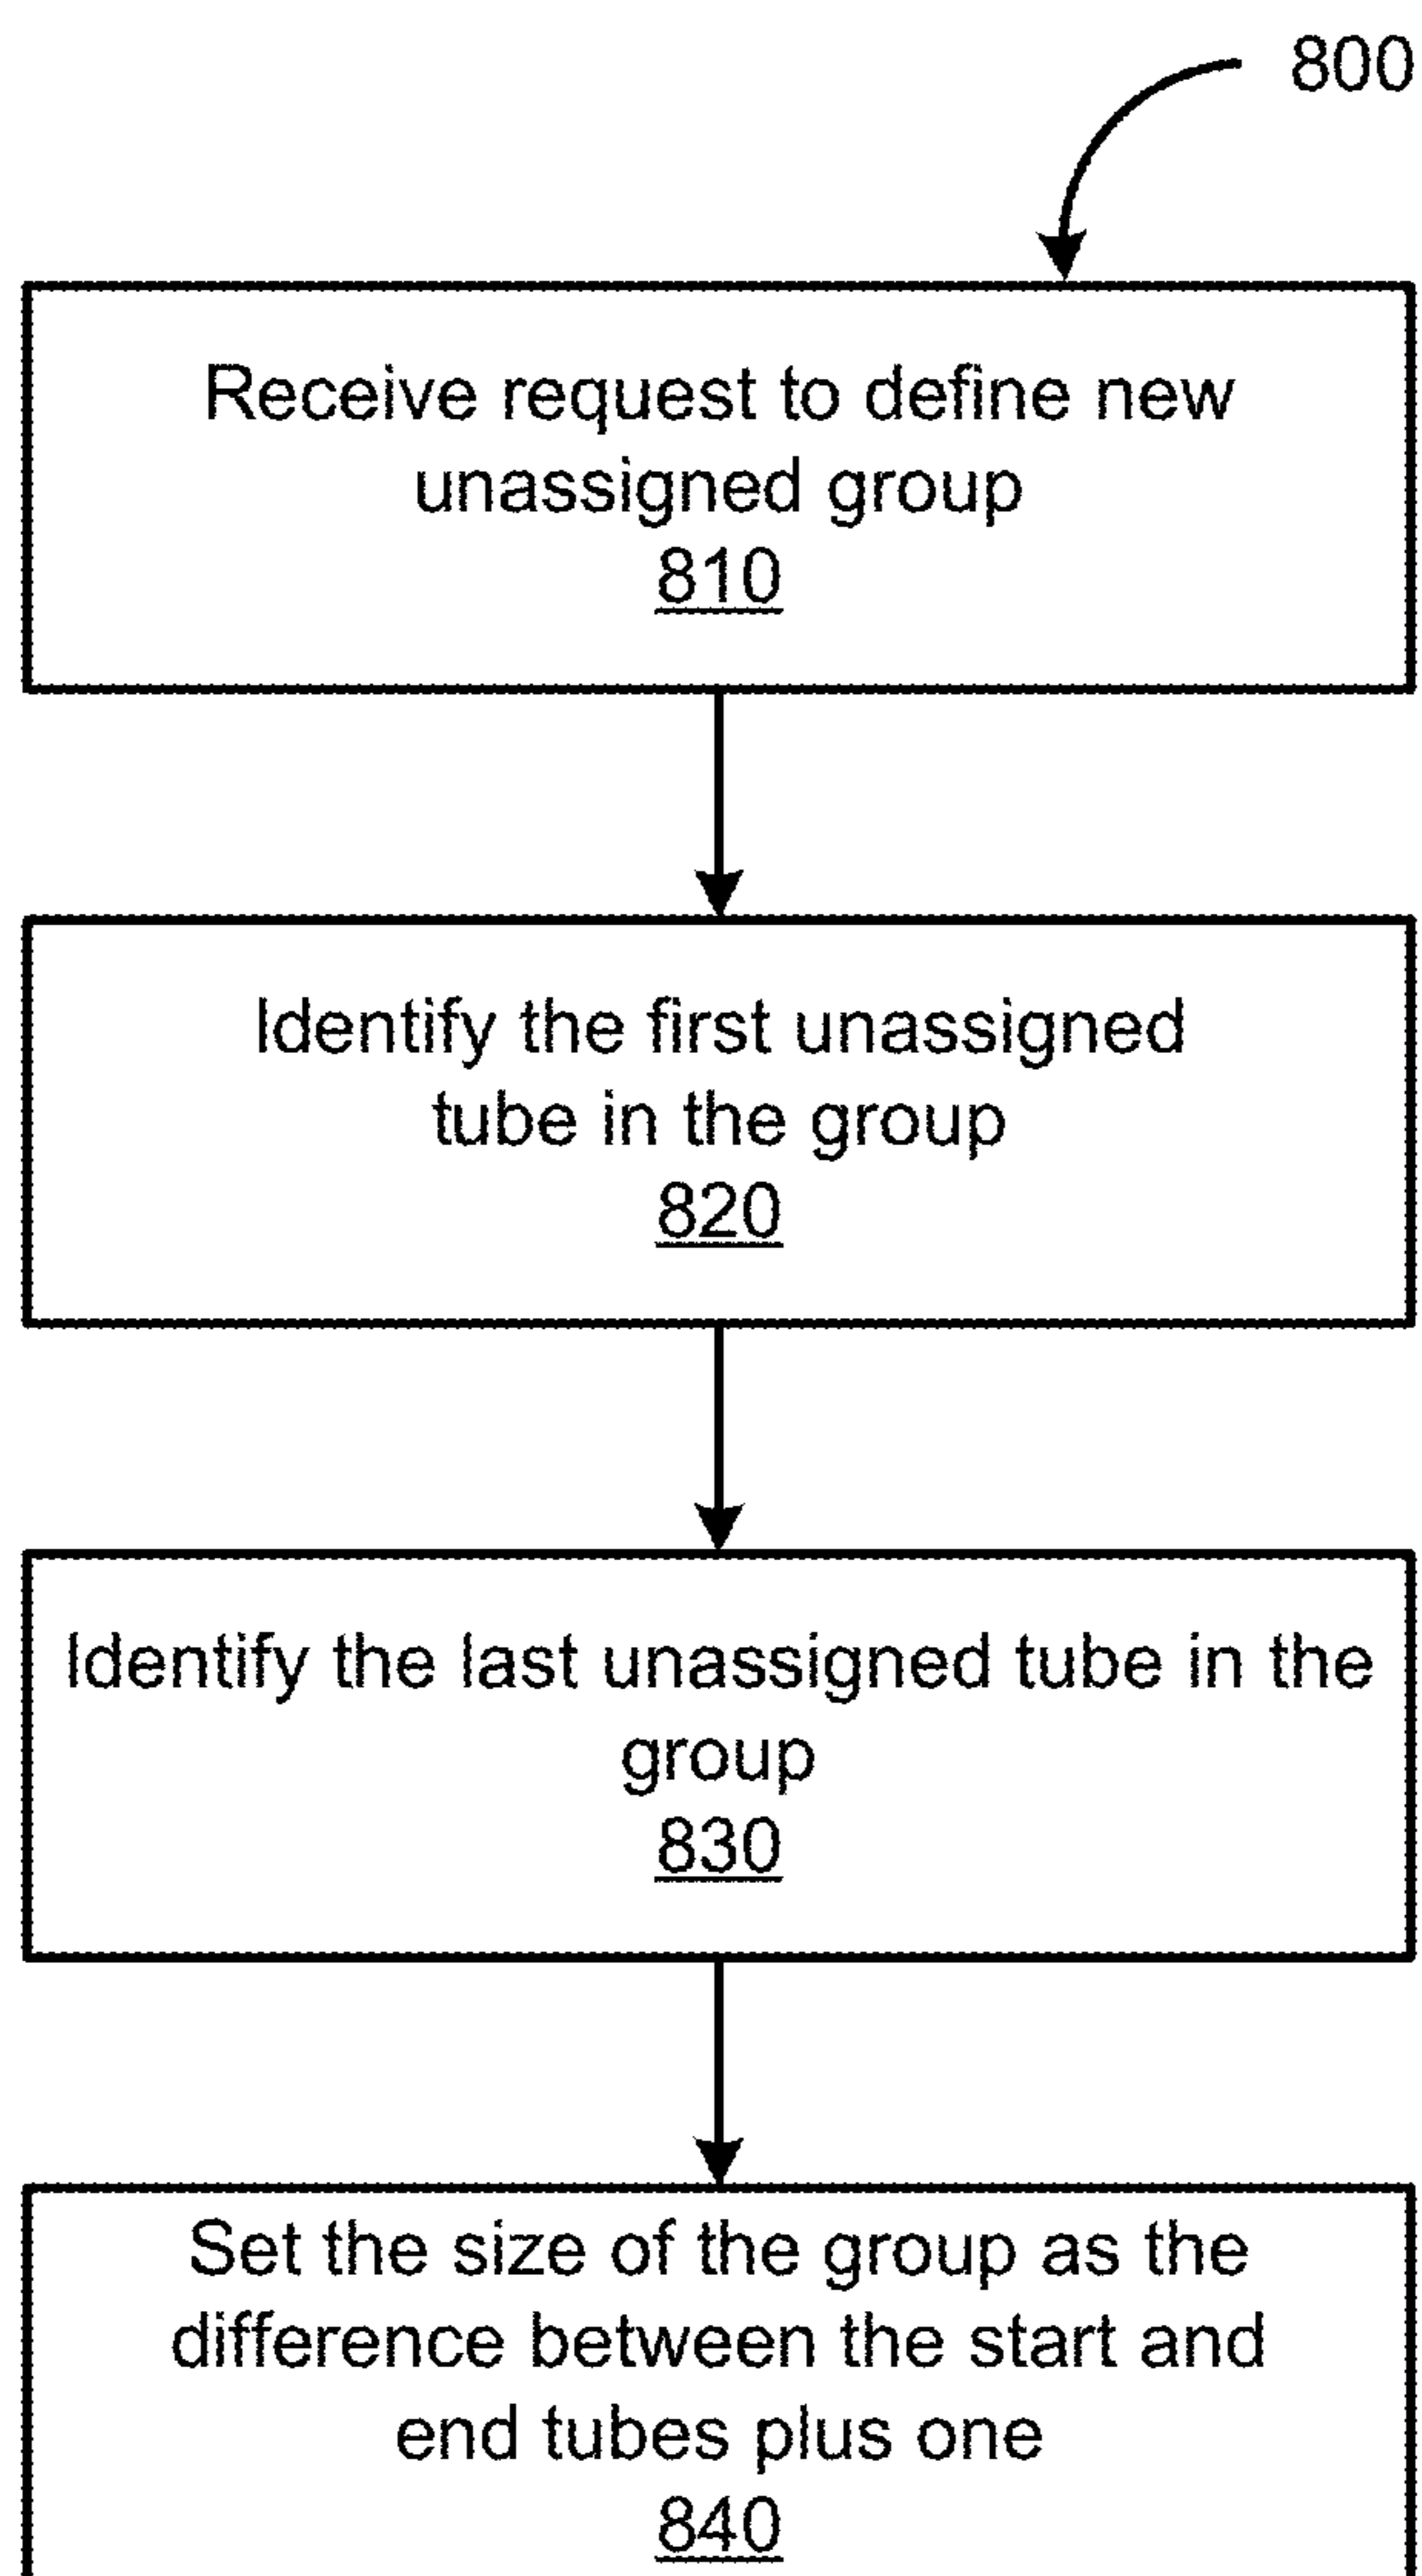 800
Receive request to define new
unassigned group
810
Identify the first unassigned
tube in the group
820
Identify the last unassigned tube in the
group
830
Set the size of the group as the
difference between the start and
end tubes plus one
840